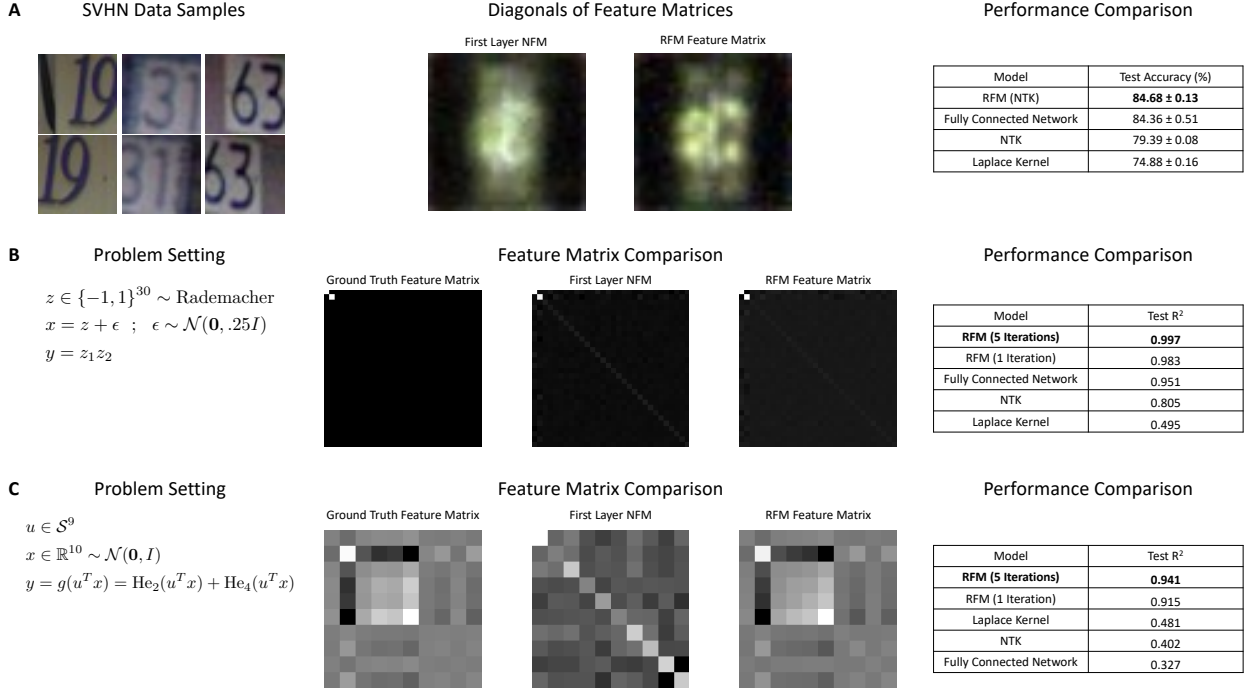 A SVHN Data Samples Diagonals of Feature Matrices Performance Comparison
First Layer NFM RFM Feature Matrix
19 31 63
19 31 63
Model Test Accuracy (%)
RFM (NTK) 84.68 ± 0.13
Fully Connected Network 84.36 ± 0.51
NTK 79.39 ± 0.08
Laplace Kernel 74.88 ± 0.16
B Problem Setting Feature Matrix Comparison Performance Comparison
Ground Truth Feature Matrix First Layer NFM RFM Feature Matrix
z ∈ {−1, 1}^30 ∼ Rademacher
x = z + ϵ ; ϵ ∼ 𝒩(𝟎, .25I)
y = z₁z₂
Model Test R²
RFM (5 Iterations) 0.997
RFM (1 Iteration) 0.983
Fully Connected Network 0.951
NTK 0.805
Laplace Kernel 0.495
C Problem Setting Feature Matrix Comparison Performance Comparison
Ground Truth Feature Matrix First Layer NFM RFM Feature Matrix
u ∈ 𝒮⁹
x ∈ ℝ¹⁰ ∼ 𝒩(𝟎, I)
y = g(uᵀx) = He₂(uᵀx) + He₄(uᵀx)
Model Test R²
RFM (5 Iterations) 0.941
RFM (1 Iteration) 0.915
Laplace Kernel 0.481
NTK 0.402
Fully Connected Network 0.327